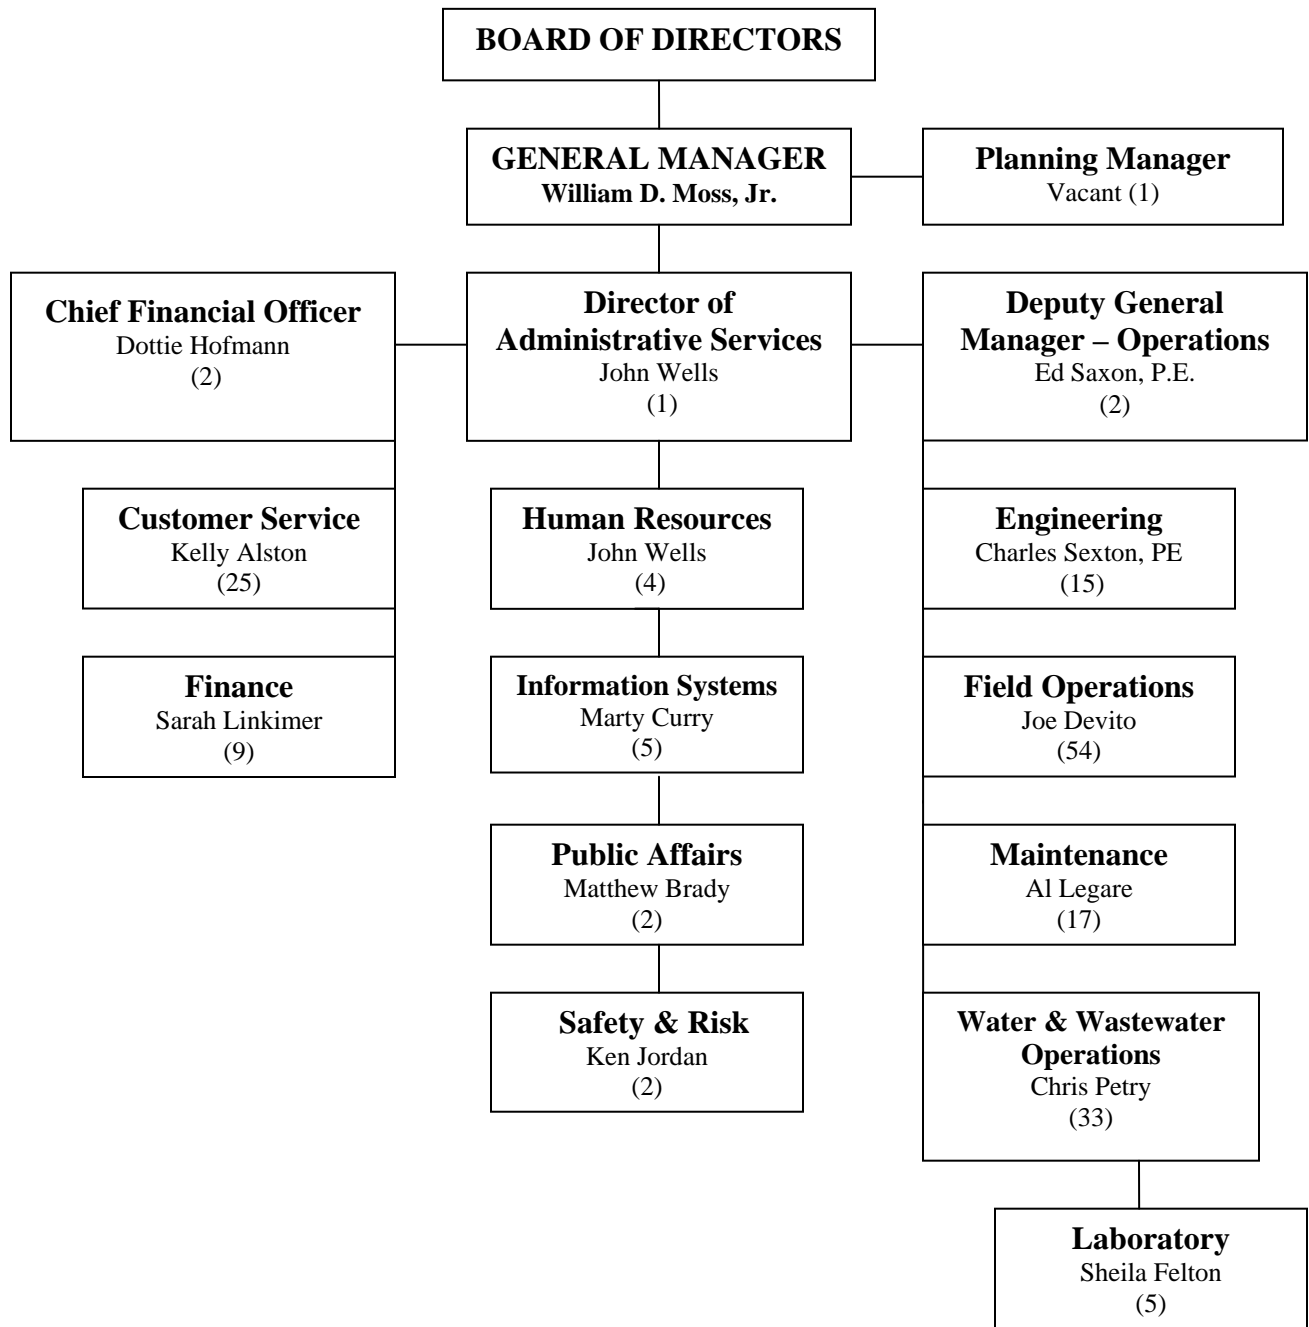 BOARD OF DIRECTORS
GENERAL MANAGER
William D. Moss, Jr.
Planning Manager
Vacant (1)
Chief Financial Officer
Dottie Hofmann
(2)
Director of
Administrative Services
John Wells
(1)
Deputy General
Manager – Operations
Ed Saxon, P.E.
(2)
Customer Service
Kelly Alston
(25)
Human Resources
John Wells
(4)
Engineering
Charles Sexton, PE
(15)
Finance
Sarah Linkimer
(9)
Information Systems
Marty Curry
(5)
Field Operations
Joe Devito
(54)
Public Affairs
Matthew Brady
(2)
Maintenance
Al Legare
(17)
Safety & Risk
Ken Jordan
(2)
Water & Wastewater
Operations
Chris Petry
(33)
Laboratory
Sheila Felton
(5)